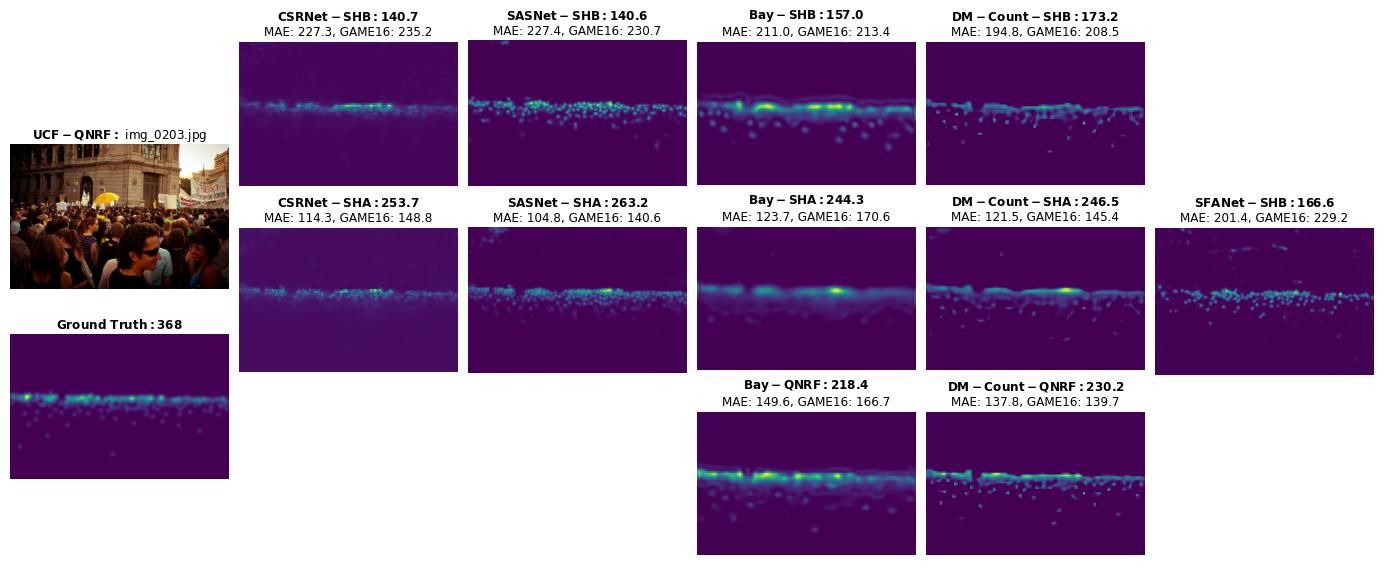 UCF − QNRF: img_0203.jpg
Ground Truth: 368
CSRNet − SHB: 140.7
MAE: 227.3, GAME16: 235.2
SASNet − SHB: 140.6
MAE: 227.4, GAME16: 230.7
Bay − SHB: 157.0
MAE: 211.0, GAME16: 213.4
DM − Count − SHB: 173.2
MAE: 194.8, GAME16: 208.5
CSRNet − SHA: 253.7
MAE: 114.3, GAME16: 148.8
SASNet − SHA: 263.2
MAE: 104.8, GAME16: 140.6
Bay − SHA: 244.3
MAE: 123.7, GAME16: 170.6
DM − Count − SHA: 246.5
MAE: 121.5, GAME16: 145.4
SFANet − SHB: 166.6
MAE: 201.4, GAME16: 229.2
Bay − QNRF: 218.4
MAE: 149.6, GAME16: 166.7
DM − Count − QNRF: 230.2
MAE: 137.8, GAME16: 139.7